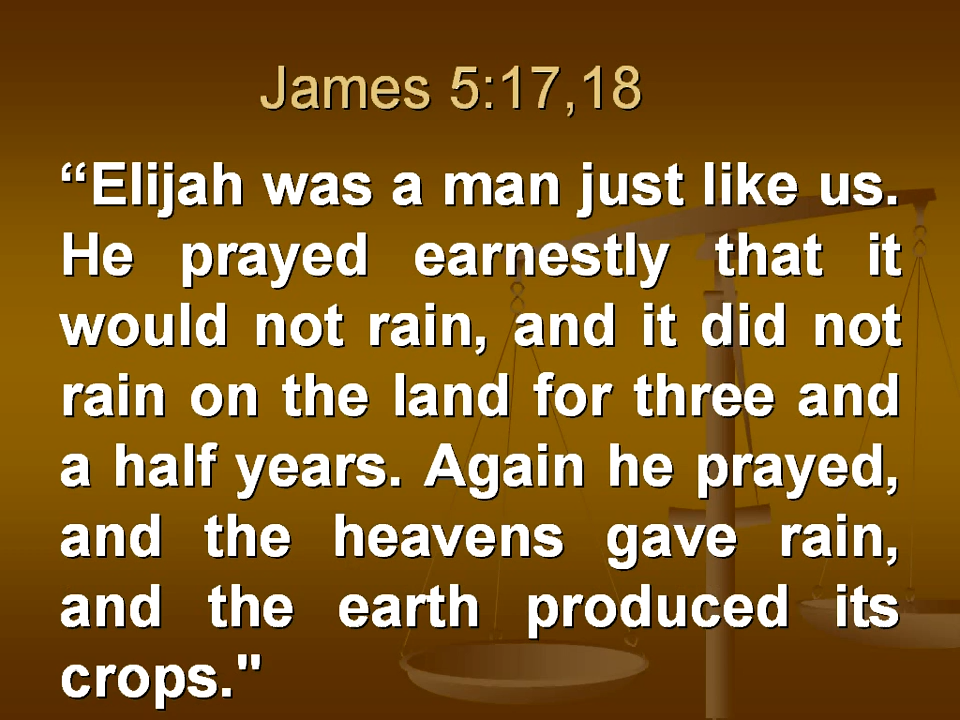 James 5:17,18
“Elijah was a man just like us.
He prayed earnestly that it
would not rain, and it did not
rain on the land for three and
a half years. Again he prayed,
and the heavens gave rain,
and the earth produced its
crops."